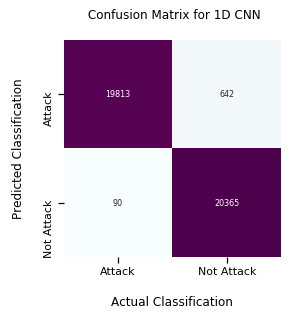 Confusion Matrix for 1D CNN
Predicted Classification
Attack
19813
642
Not Attack
90
20365
Attack
Not Attack
Actual Classification